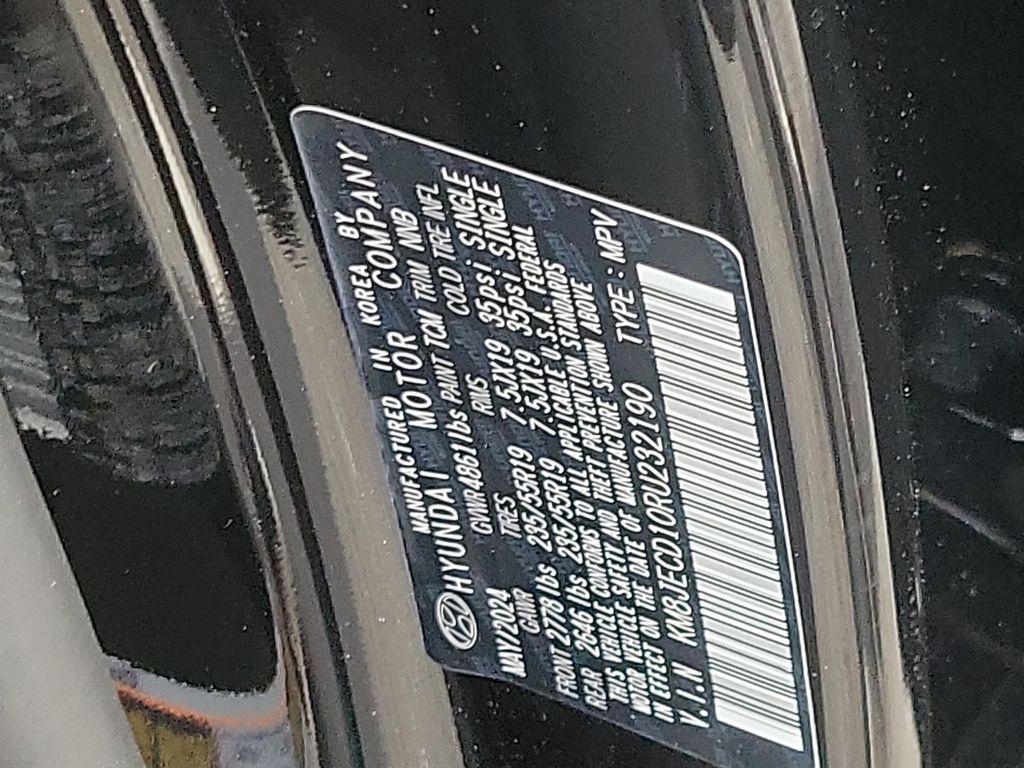 MANUFACTURED IN KOREA BY
HYUNDAI MOTOR COMPANY
MAY/2024 GVWR 4861 lbs PAINT TCM TRIM NNB
GAWR TIRES RIMS COLD TIRE INFL
FRONT 2778 lbs 235/55R19 7.5JX19 35psi SINGLE
REAR 2646 lbs 235/55R19 7.5JX19 35psi SINGLE
THIS VEHICLE CONFORMS TO ALL APPLICABLE U.S.A. FEDERAL
MOTOR VEHICLE SAFETY AND THEFT PREVENTION STANDARDS
IN EFFECT ON THE DATE OF MANUFACTURE SHOWN ABOVE
V.I.N KM8JECD10RU232190 TYPE: MPV